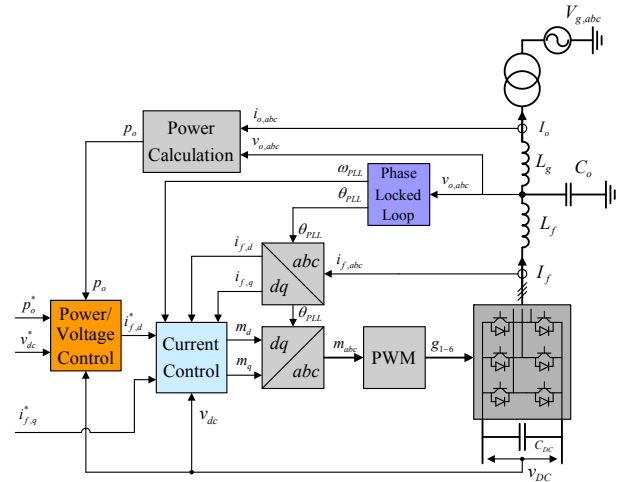 V_{g,abc}
i_{o,abc}
I_o
p_o
Power
Calculation
v_{o,abc}
L_g
C_o
ω_{PLL}
θ_{PLL}
Phase
Locked
Loop
v_{o,abc}
L_f
θ_{PLL}
i_{f,d}
abc
i_{f,abc}
i_{f,q}
dq
I_f
p_o
θ_{PLL}
p_o^*
v_{dc}^*
Power/
Voltage
Control
i_{f,d}^*
Current
Control
m_d
m_q
dq
abc
m_{abc}
PWM
g_{1-6}
i_{f,q}^*
v_{dc}
C_{DC}
v_{DC}